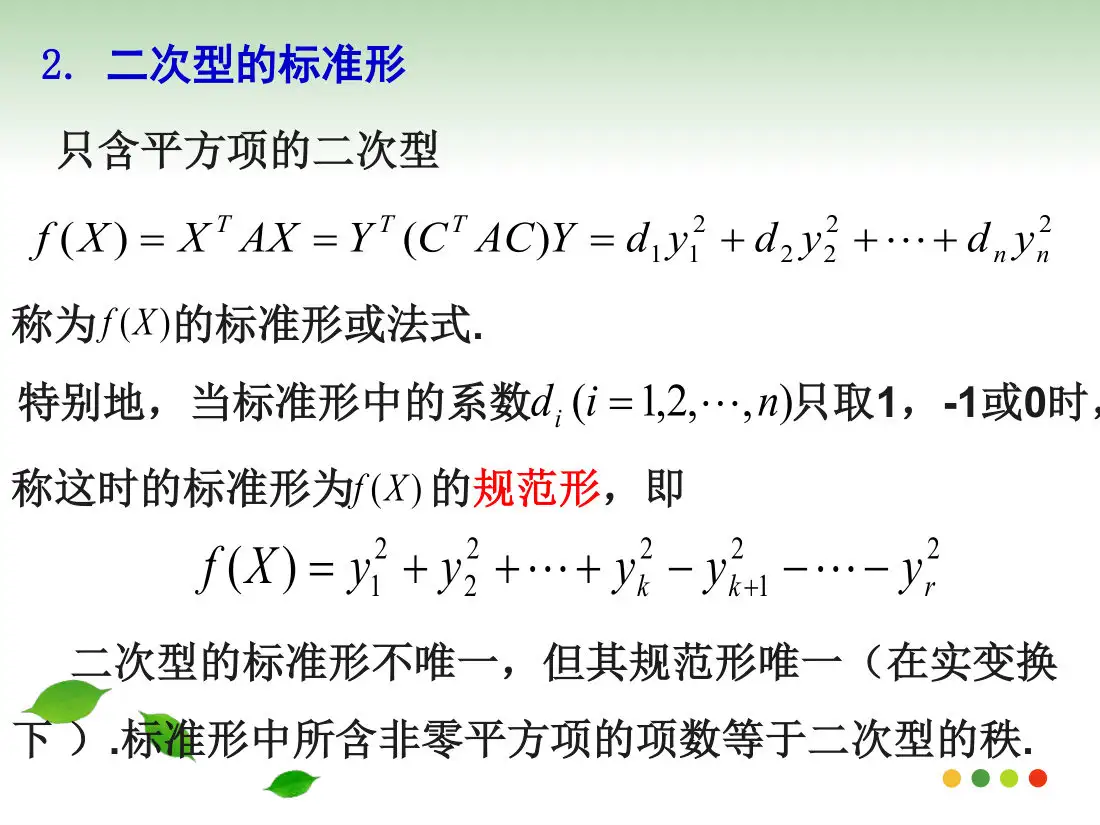 2. 二次型的标准形
只含平方项的二次型
f(X) = X^T AX = Y^T (C^T AC)Y = d_1 y_1^2 + d_2 y_2^2 + ⋯ + d_n y_n^2
称为f(X)的标准形或法式.
特别地，当标准形中的系数d_i (i = 1,2,⋯,n)只取1，-1或0时，
称这时的标准形为f(X)的规范形，即
f(X) = y_1^2 + y_2^2 + ⋯ + y_k^2 − y_{k+1}^2 − ⋯ − y_r^2
二次型的标准形不唯一，但其规范形唯一（在实变换
下 ）.标准形中所含非零平方项的项数等于二次型的秩.